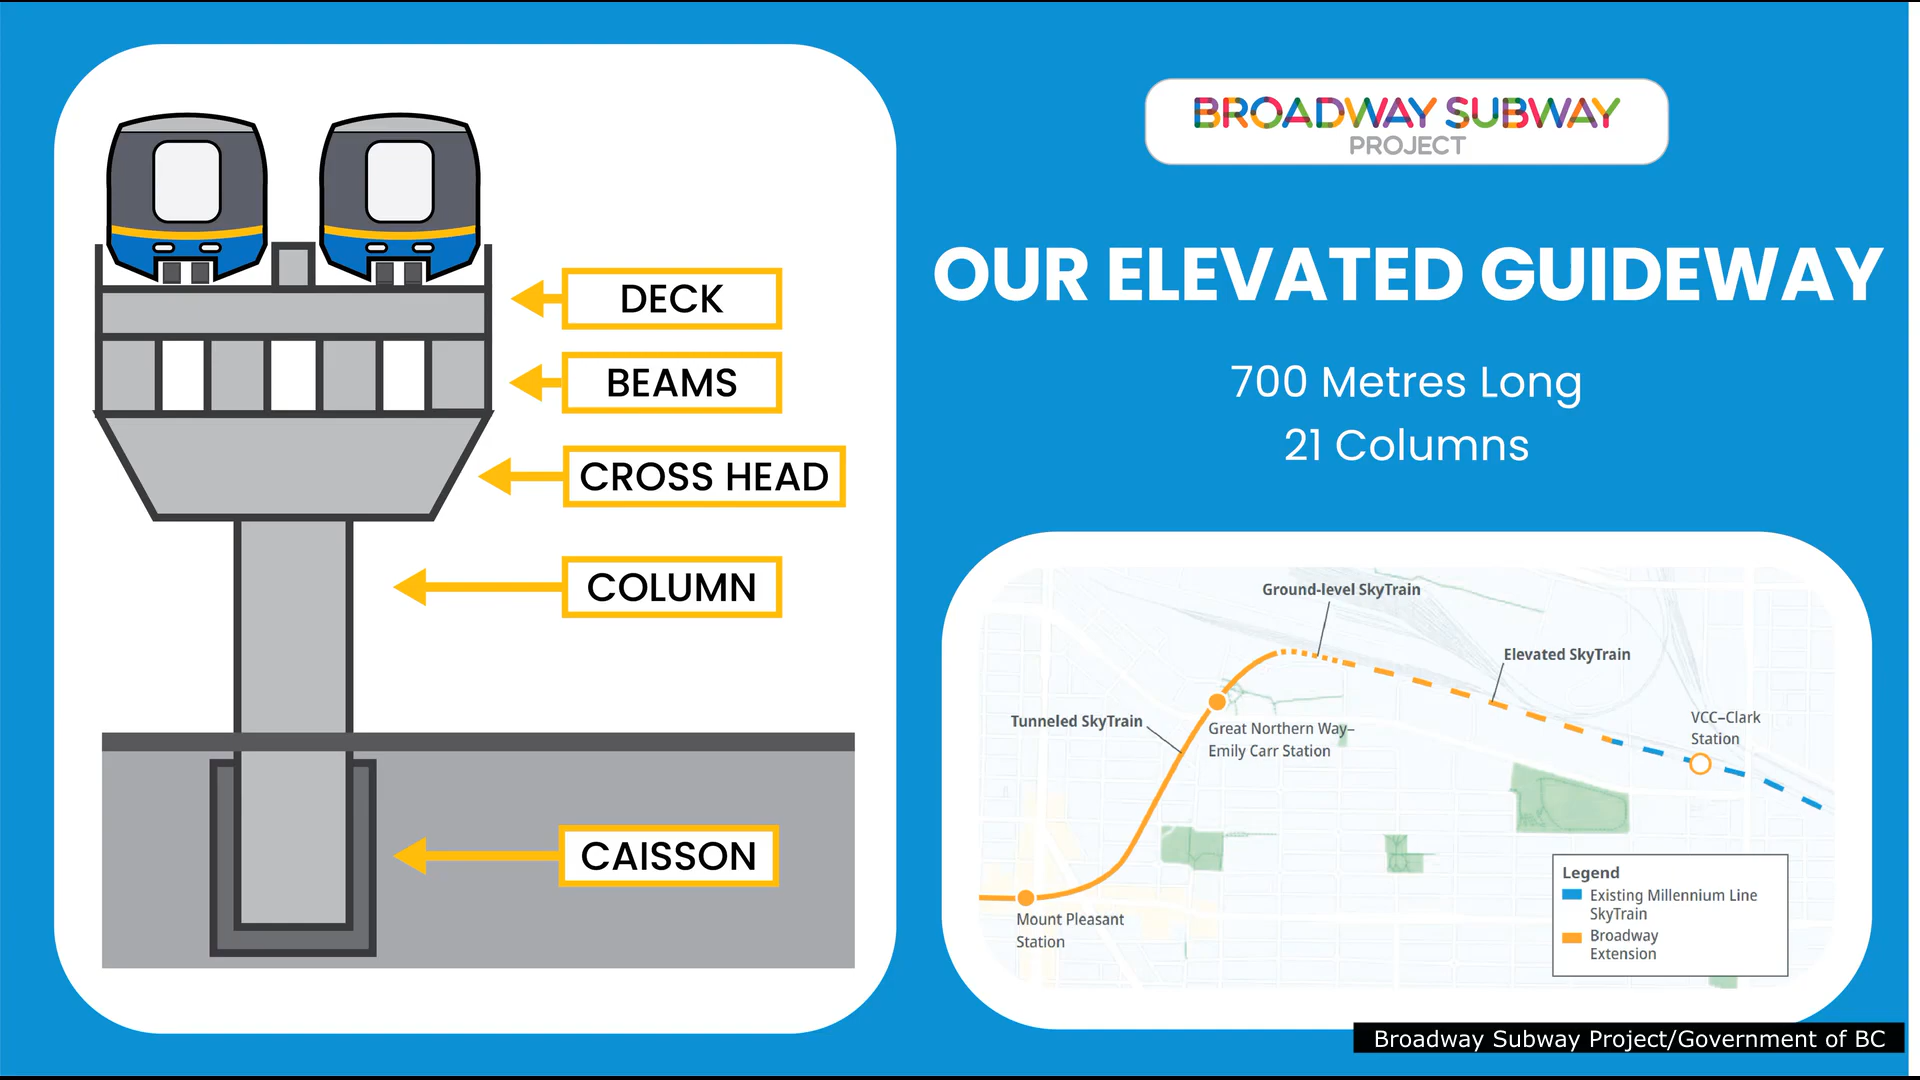 DECK
BEAMS
CROSS HEAD
COLUMN
CAISSON
BROADWAY SUBWAY
PROJECT
OUR ELEVATED GUIDEWAY
700 Metres Long
21 Columns
Ground-level SkyTrain
Elevated SkyTrain
Tunneled SkyTrain
Great Northern Way–
Emily Carr Station
VCC–Clark
Station
Mount Pleasant
Station
Legend
Existing Millennium Line
SkyTrain
Broadway
Extension
Broadway Subway Project/Government of BC